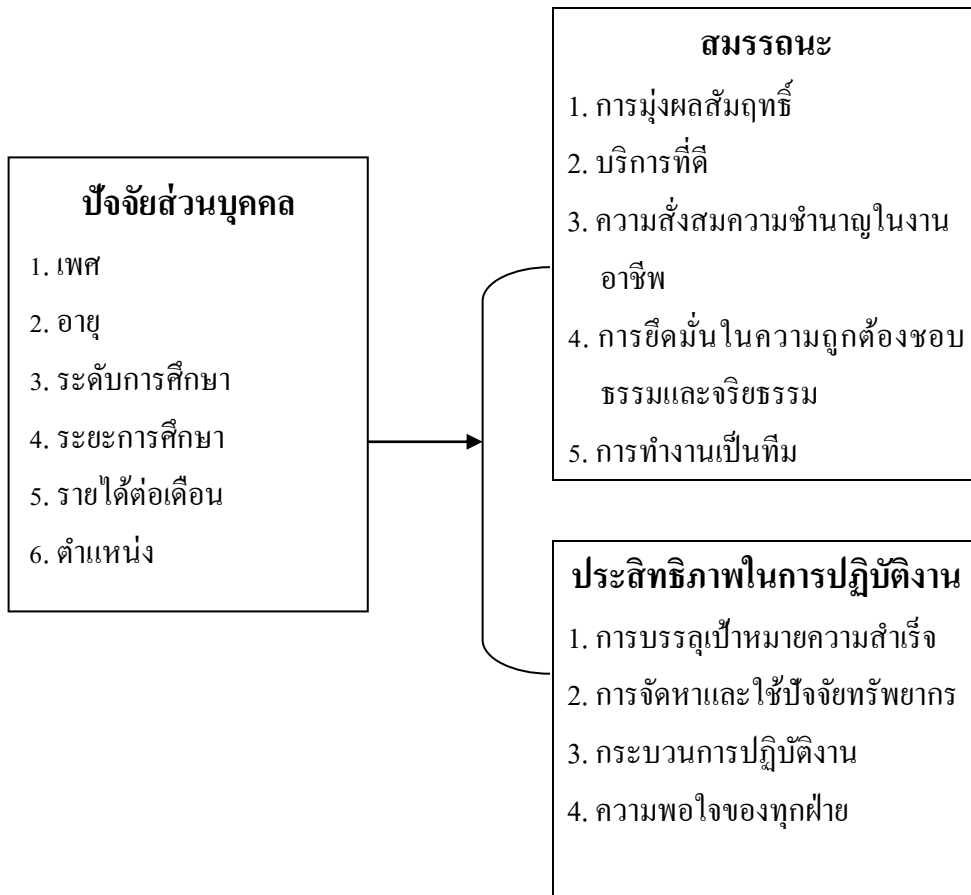 ปัจจัยส่วนบุคคล
1. เพศ
2. อายุ
3. ระดับการศึกษา
4. ระยะการศึกษา
5. รายได้ต่อเดือน
6. ตำแหน่ง
สมรรถนะ
1. การมุ่งผลสัมฤทธิ์
2. บริการที่ดี
3. ความสั่งสมความชำนาญในงาน
อาชีพ
4. การยึดมั่นในความถูกต้องชอบ
ธรรมและจริยธรรม
5. การทำงานเป็นทีม
ประสิทธิภาพในการปฏิบัติงาน
1. การบรรลุเป้าหมายความสำเร็จ
2. การจัดหาและใช้ปัจจัยทรัพยากร
3. กระบวนการปฏิบัติงาน
4. ความพอใจของทุกฝ่าย